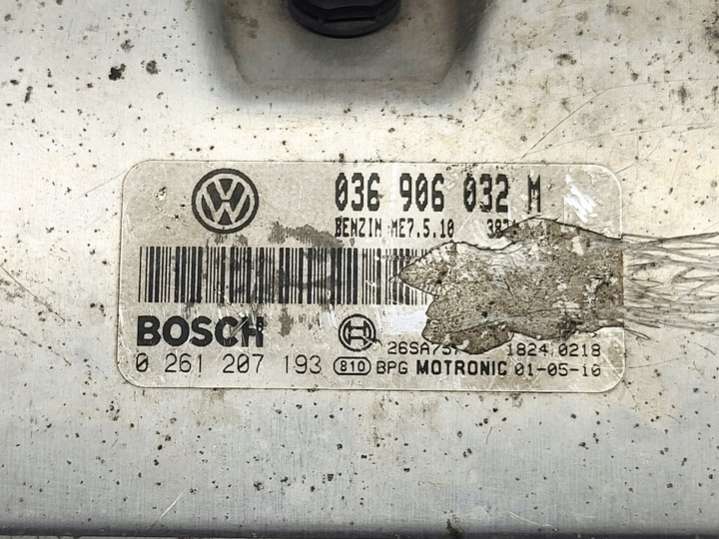 036 906 032 M
BENZIN ME7.5.10
BOSCH
0 261 207 193 810 BPG MOTRONIC 01-05-10
1824 0218